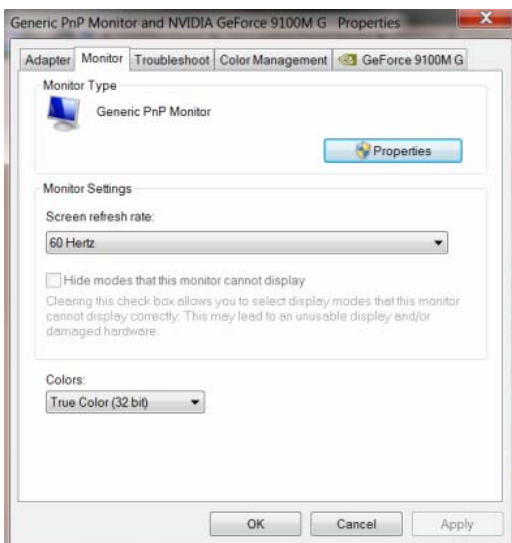 Generic PnP Monitor and NVIDIA GeForce 9100M G Properties
Adapter Monitor Troubleshoot Color Management GeForce 9100M G
Monitor Type
Generic PnP Monitor
Properties
Monitor Settings
Screen refresh rate:
60 Hertz
Hide modes that this monitor cannot display
Clearing this check box allows you to select display modes that this monitor
cannot display correctly. This may lead to an unusable display and/or
damaged hardware.
Colors:
True Color (32 bit)
OK Cancel Apply